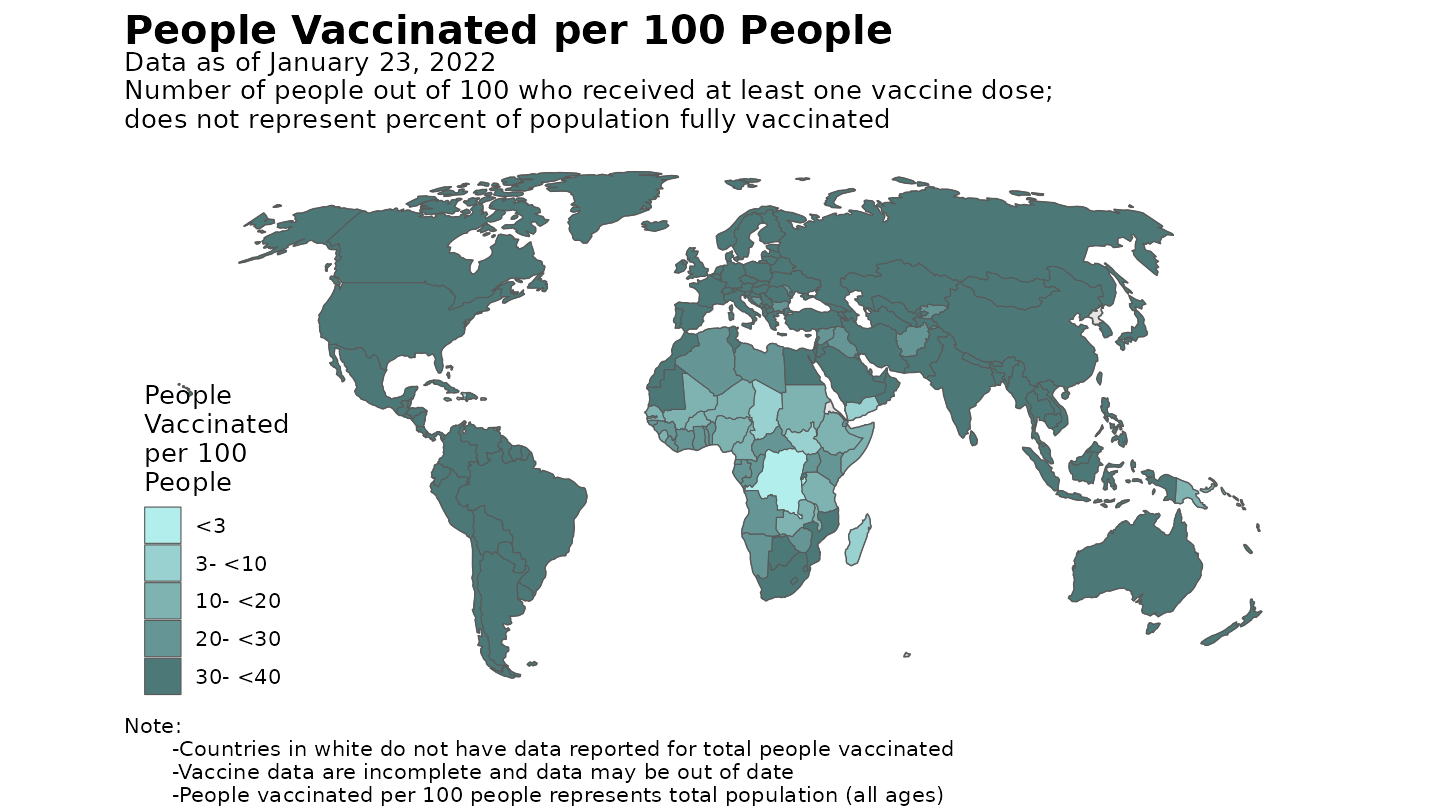 People Vaccinated per 100 People
Data as of January 23, 2022
Number of people out of 100 who received at least one vaccine dose;
does not represent percent of population fully vaccinated
People
Vaccinated
per 100
People
<3
3- <10
10- <20
20- <30
30- <40
Note:
-Countries in white do not have data reported for total people vaccinated
-Vaccine data are incomplete and data may be out of date
-People vaccinated per 100 people represents total population (all ages)